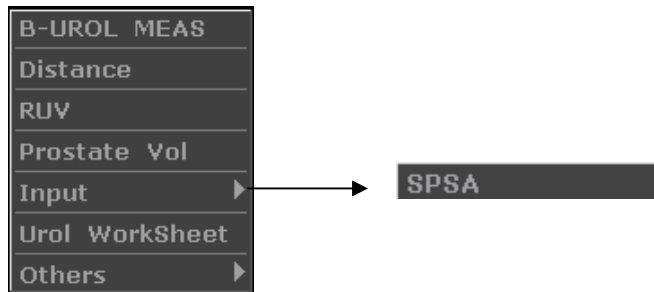 B-UROL MEAS
Distance
RUV
Prostate Vol
Input
SPSA
Urol WorkSheet
Others